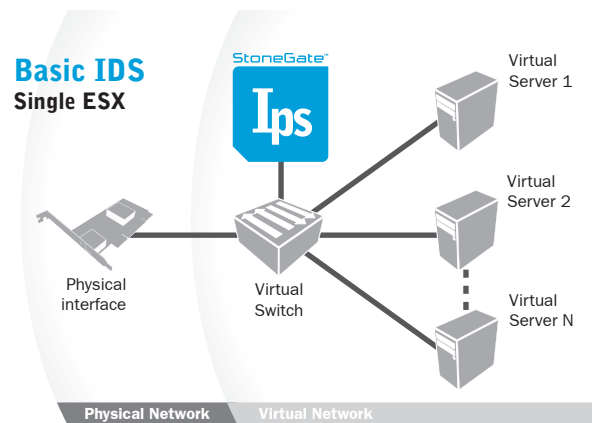 Basic IDS
Single ESX
StoneGate™
Ips
Virtual
Server 1
Virtual
Server 2
Physical
interface
Virtual
Switch
Virtual
Server N
Physical Network
Virtual Network